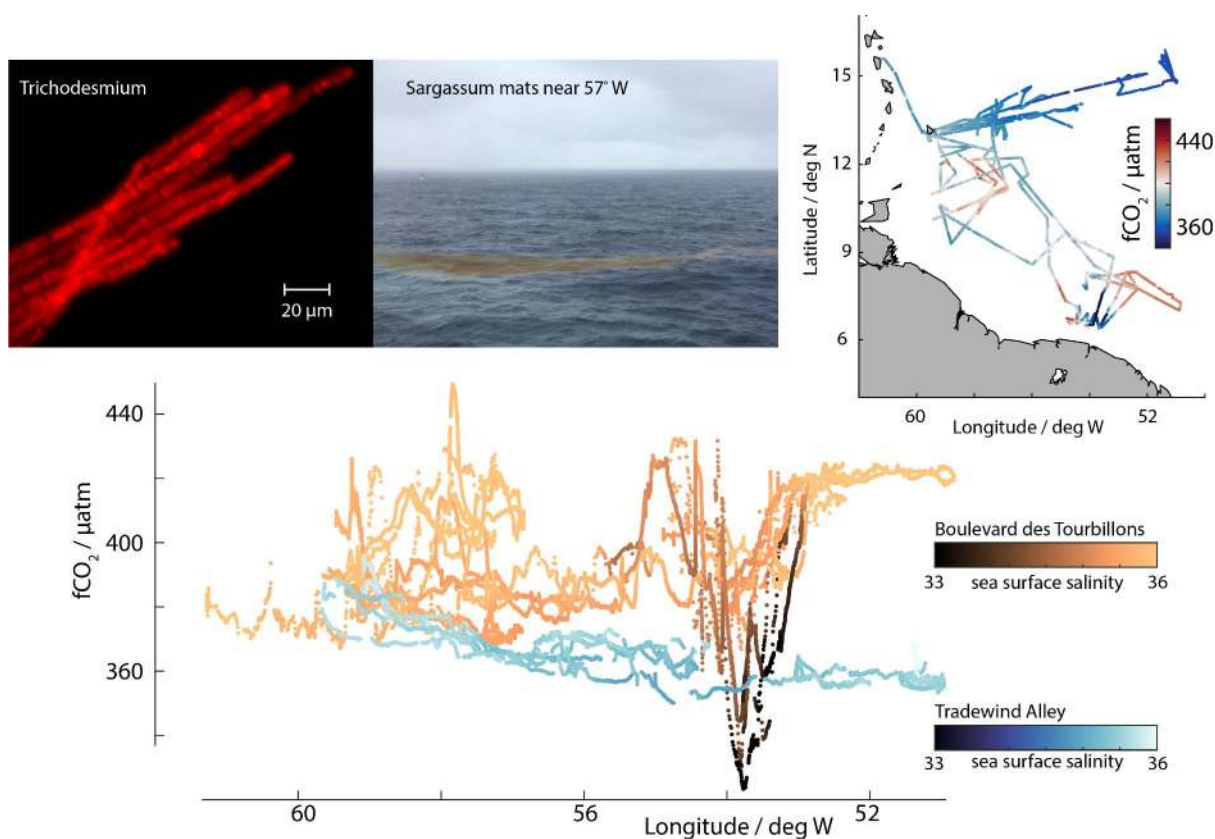 Trichodesmium
20 µm
Sargassum mats near 57° W
15
12
9
6
Latitude / deg N
60
52
Longitude / deg W
fCO₂ / µatm
440
360
440
400
360
fCO₂ / µatm
60
56
52
Longitude / deg W
Boulevard des Tourbillons
33 sea surface salinity 36
Tradewind Alley
33 sea surface salinity 36